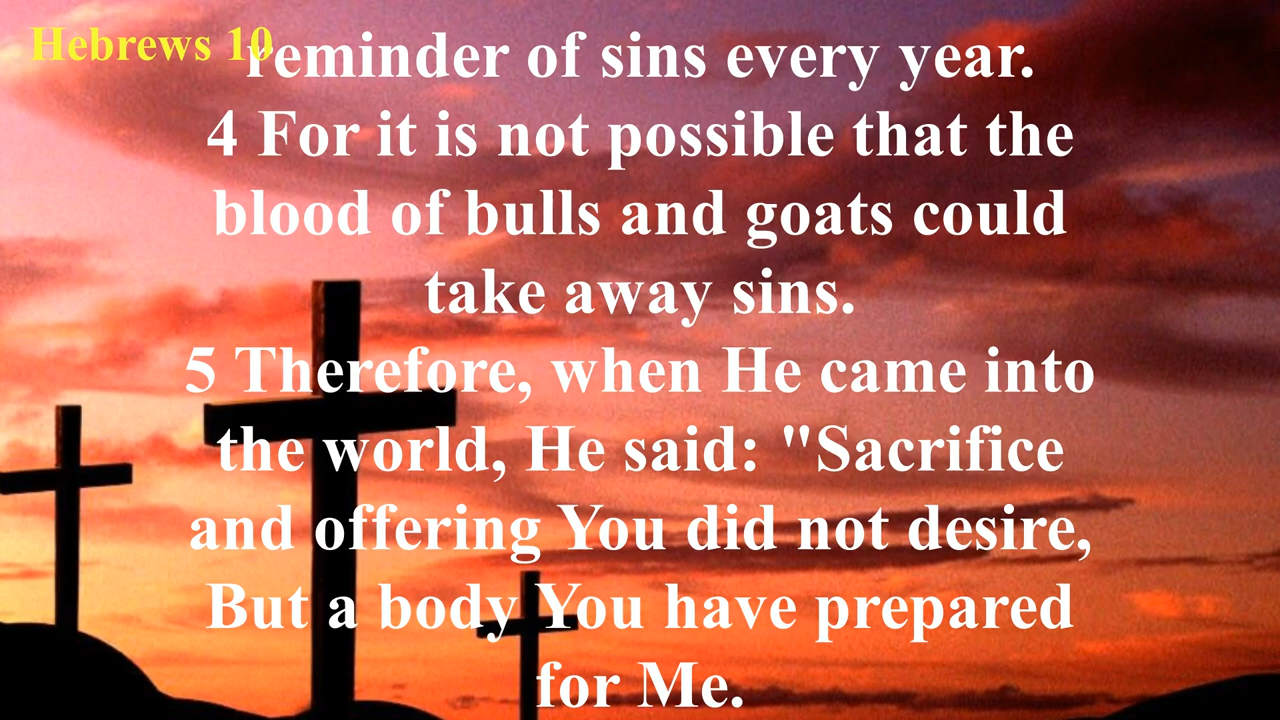 Hebrews 10
reminder of sins every year.
4 For it is not possible that the
blood of bulls and goats could
take away sins.
5 Therefore, when He came into
the world, He said: "Sacrifice
and offering You did not desire,
But a body You have prepared
for Me.